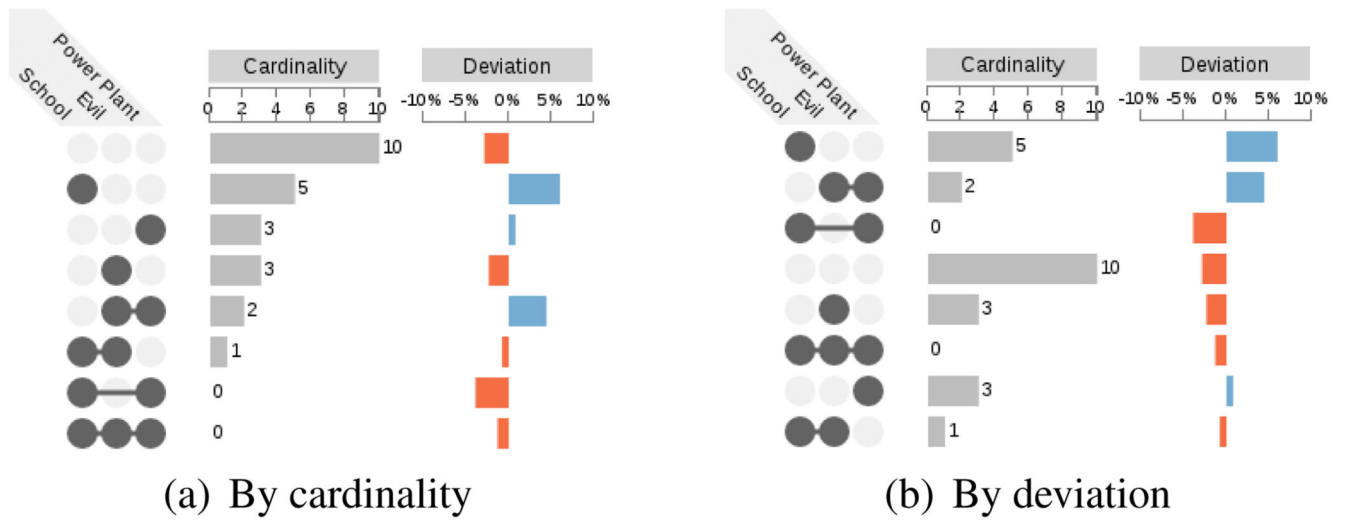 School
Evil
Power Plant
Cardinality
Deviation
0 2 4 6 8 10
-10% -5% 0% 5% 10%
10
5
3
3
2
1
0
0
(a) By cardinality
School
Evil
Power Plant
Cardinality
Deviation
0 2 4 6 8 10
-10% -5% 0% 5% 10%
5
2
0
10
3
0
3
1
(b) By deviation